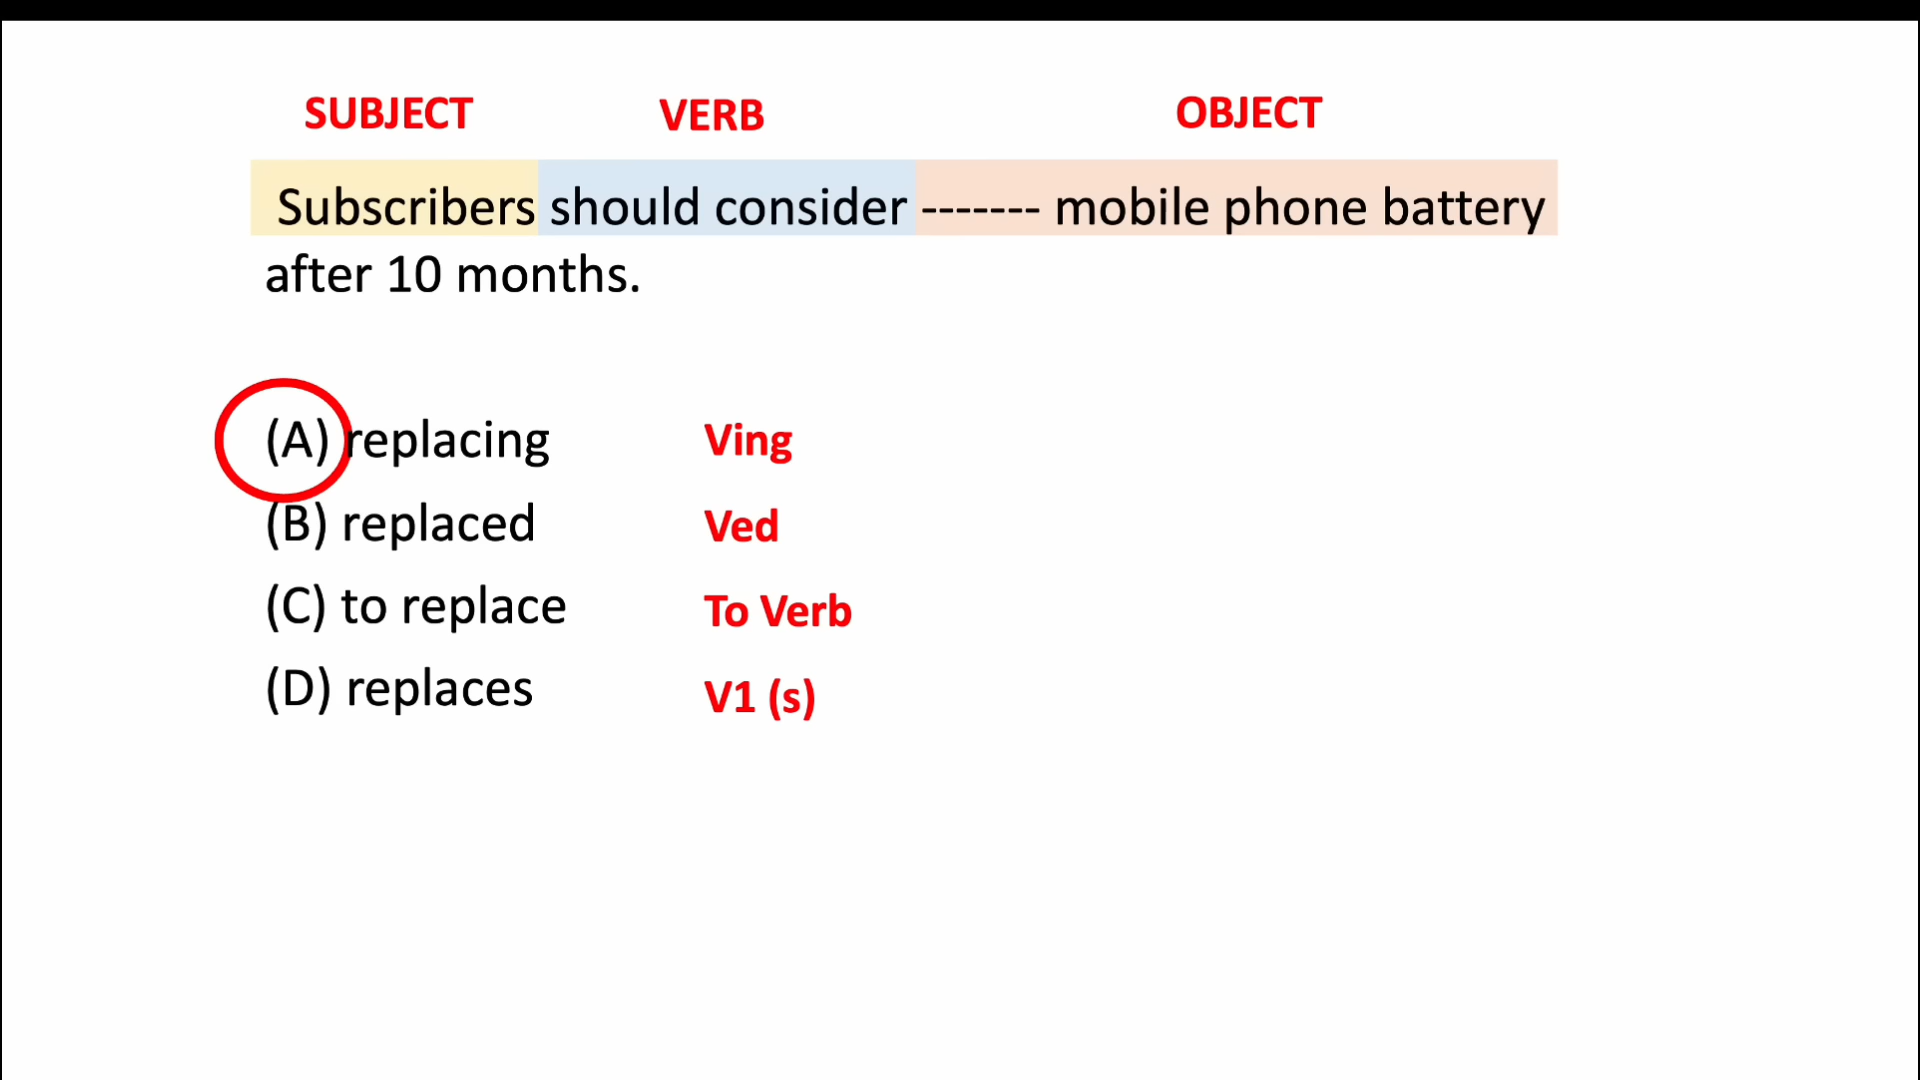 SUBJECT VERB OBJECT
Subscribers should consider ------- mobile phone battery
after 10 months.
(A) replacing Ving
(B) replaced Ved
(C) to replace To Verb
(D) replaces V1 (s)